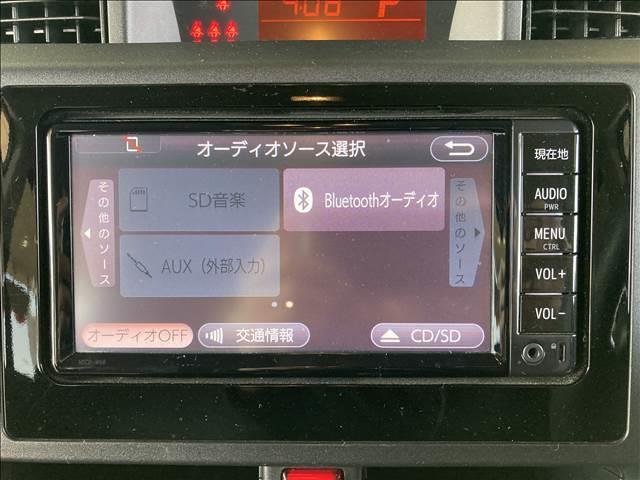 4:06 P
オーディオソース選択
現在地
その他のソース
SD音楽
Bluetoothオーディオ
その他のソース
AUX（外部入力）
AUDIO
PWR
MENU
CTRL
VOL+
VOL-
オーディオOFF
交通情報
CD/SD